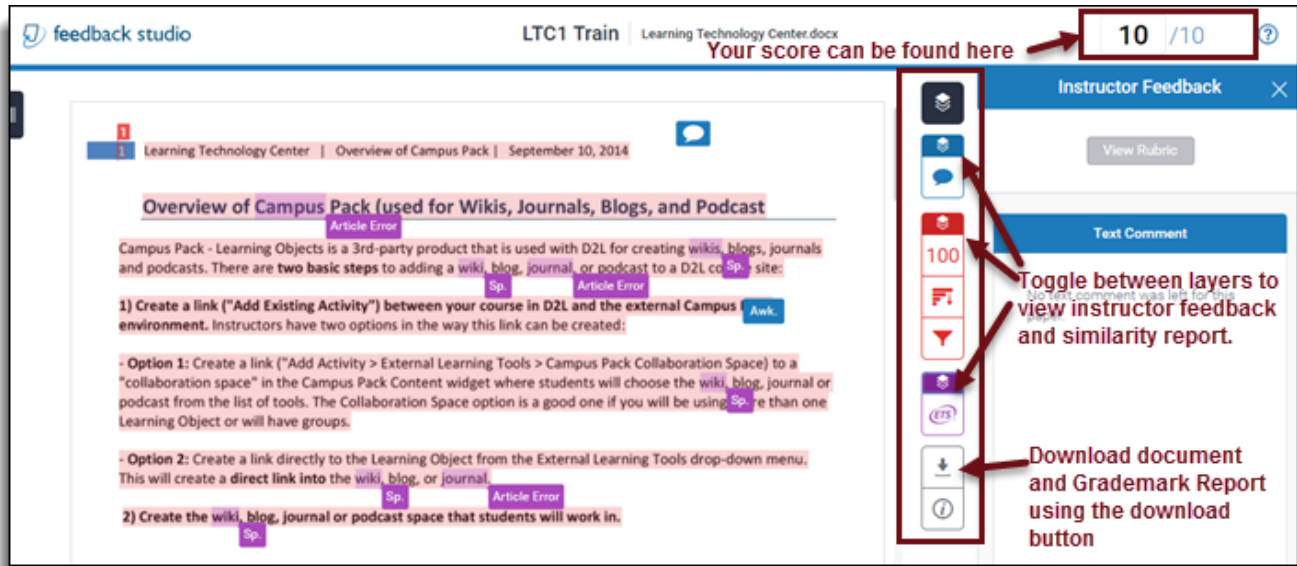 feedback studio
LTC1 Train
Learning Technology Center.docx
10 /10
Your score can be found here
Instructor Feedback
View Rubric
Text Comment
No text comment was left for this
paper.
Toggle between layers to
view instructor feedback
and similarity report.
Download document
and Grademark Report
using the download
button
100
ETS
1
1 Learning Technology Center | Overview of Campus Pack | September 10, 2014
Overview of Campus Pack (used for Wikis, Journals, Blogs, and Podcast
Article Error
Campus Pack - Learning Objects is a 3rd-party product that is used with D2L for creating wikis, blogs, journals
and podcasts. There are two basic steps to adding a wiki, blog, journal, or podcast to a D2L site:
Sp.
Sp.
Article Error
1) Create a link ("Add Existing Activity") between your course in D2L and the external Campus
Awk.
environment. Instructors have two options in the way this link can be created:
- Option 1: Create a link ("Add Activity > External Learning Tools > Campus Pack Collaboration Space) to a
"collaboration space" in the Campus Pack Content widget where students will choose the wiki, blog, journal or
podcast from the list of tools. The Collaboration Space option is a good one if you will be using than one
Sp.
Learning Object or will have groups.
- Option 2: Create a link directly to the Learning Object from the External Learning Tools drop-down menu.
This will create a direct link into the wiki, blog, or journal.
Sp.
Article Error
2) Create the wiki, blog, journal or podcast space that students will work in.
Sp.